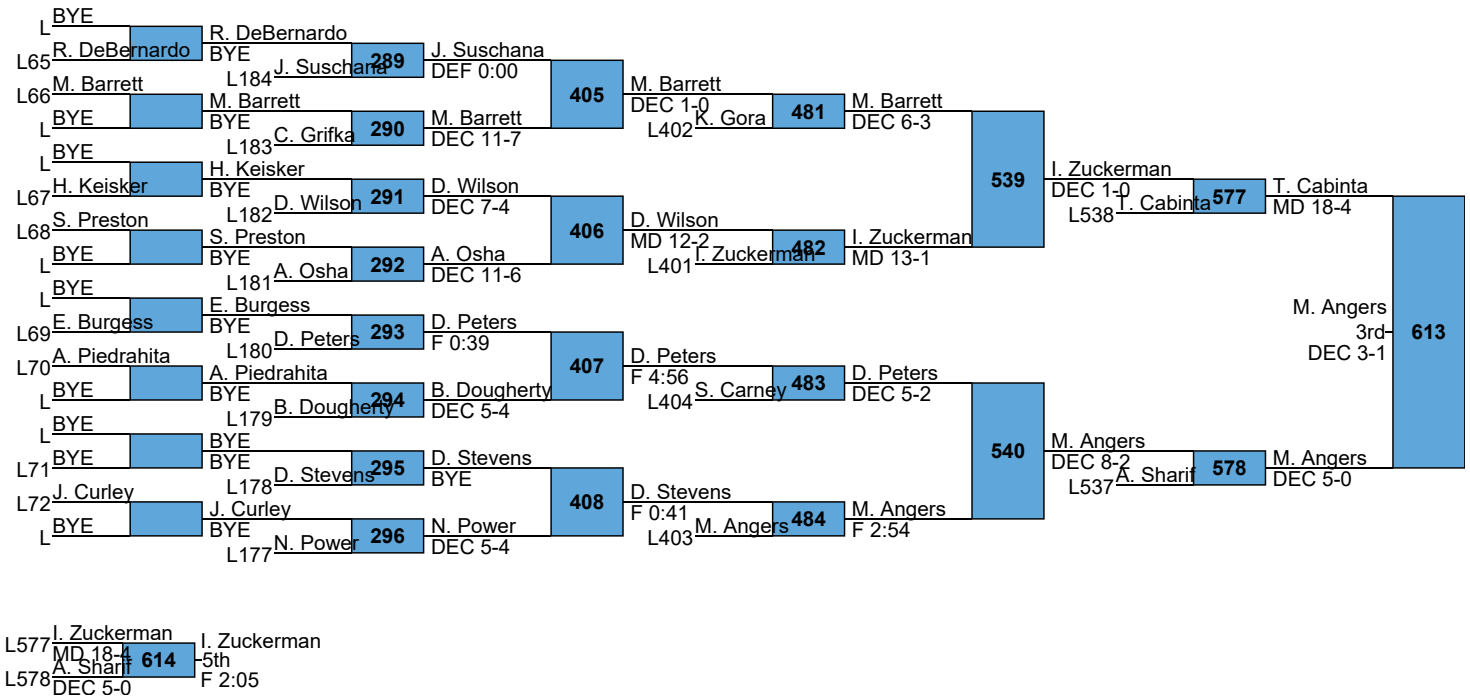 BYE
L
R. DeBernardo
L65
R. DeBernardo
BYE
J. Suschana
L184
289
J. Suschana
DEF 0:00
M. Barrett
L66
BYE
L
M. Barrett
BYE
C. Grifka
L183
290
M. Barrett
DEC 11-7
405
M. Barrett
DEC 1-0
K. Gora
L402
481
M. Barrett
DEC 6-3
BYE
L
H. Keisker
L67
H. Keisker
BYE
D. Wilson
L182
291
D. Wilson
DEC 7-4
S. Preston
L68
BYE
L
S. Preston
BYE
A. Osha
L181
292
A. Osha
DEC 11-6
406
D. Wilson
MD 12-2
I. Zuckerman
L401
482
I. Zuckerman
MD 13-1
539
I. Zuckerman
DEC 1-0
T. Cabinta
L538
577
T. Cabinta
MD 18-4
BYE
L
E. Burgess
L69
E. Burgess
BYE
D. Peters
L180
293
D. Peters
F 0:39
A. Piedrahita
L70
BYE
L
A. Piedrahita
BYE
B. Dougherty
L179
294
B. Dougherty
DEC 5-4
407
D. Peters
F 4:56
S. Carney
L404
483
D. Peters
DEC 5-2
BYE
L
BYE
L71
BYE
BYE
D. Stevens
L178
295
D. Stevens
BYE
J. Curley
L72
BYE
L
J. Curley
BYE
N. Power
L177
296
N. Power
DEC 5-4
408
D. Stevens
F 0:41
M. Angers
L403
484
M. Angers
F 2:54
540
M. Angers
DEC 8-2
A. Sharif
L537
578
M. Angers
DEC 5-0
M. Angers
3rd
DEC 3-1
613
I. Zuckerman
L577
MD 18-4
A. Sharif
L578
DEC 5-0
614
I. Zuckerman
5th
F 2:05